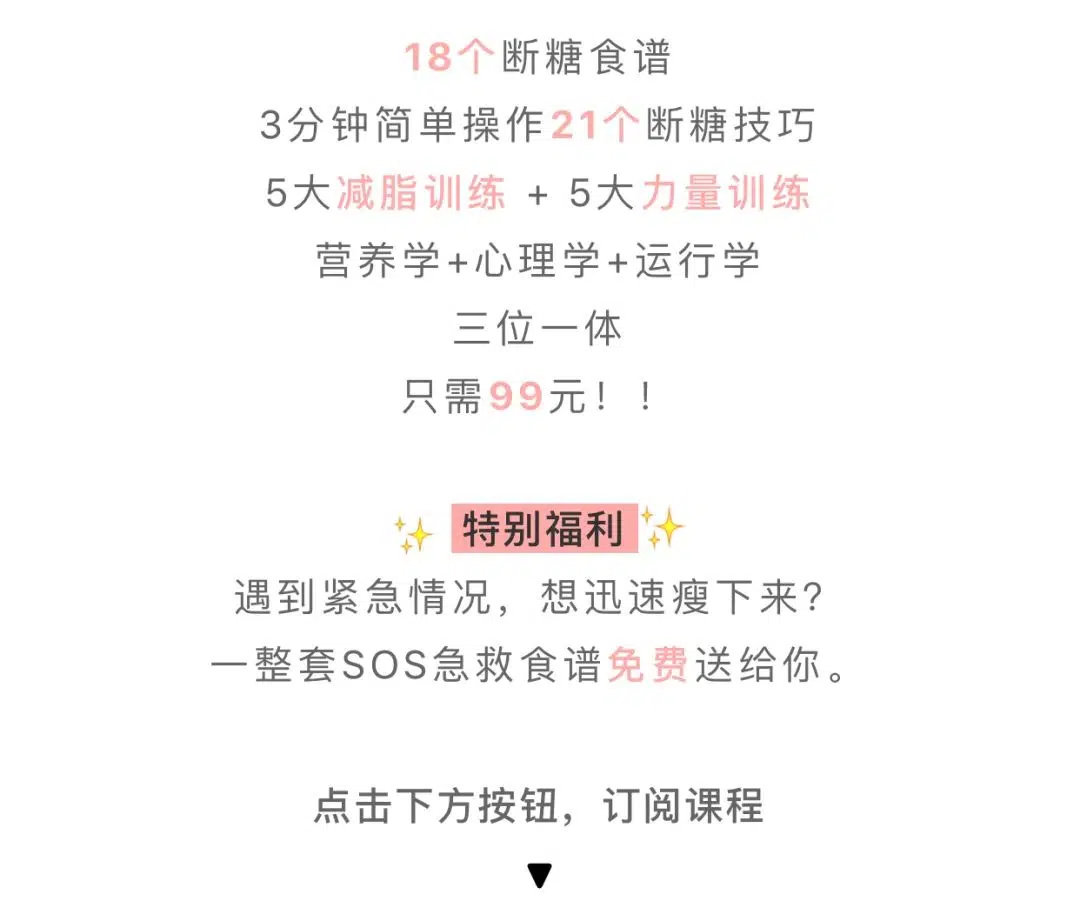 18个断糖食谱
3分钟简单操作21个断糖技巧
5大减脂训练 + 5大力量训练
营养学+心理学+运行学
三位一体
只需99元！！
✨ 特别福利✨
遇到紧急情况，想迅速瘦下来？
一整套SOS急救食谱免费送给你。
点击下方按钮，订阅课程
▼